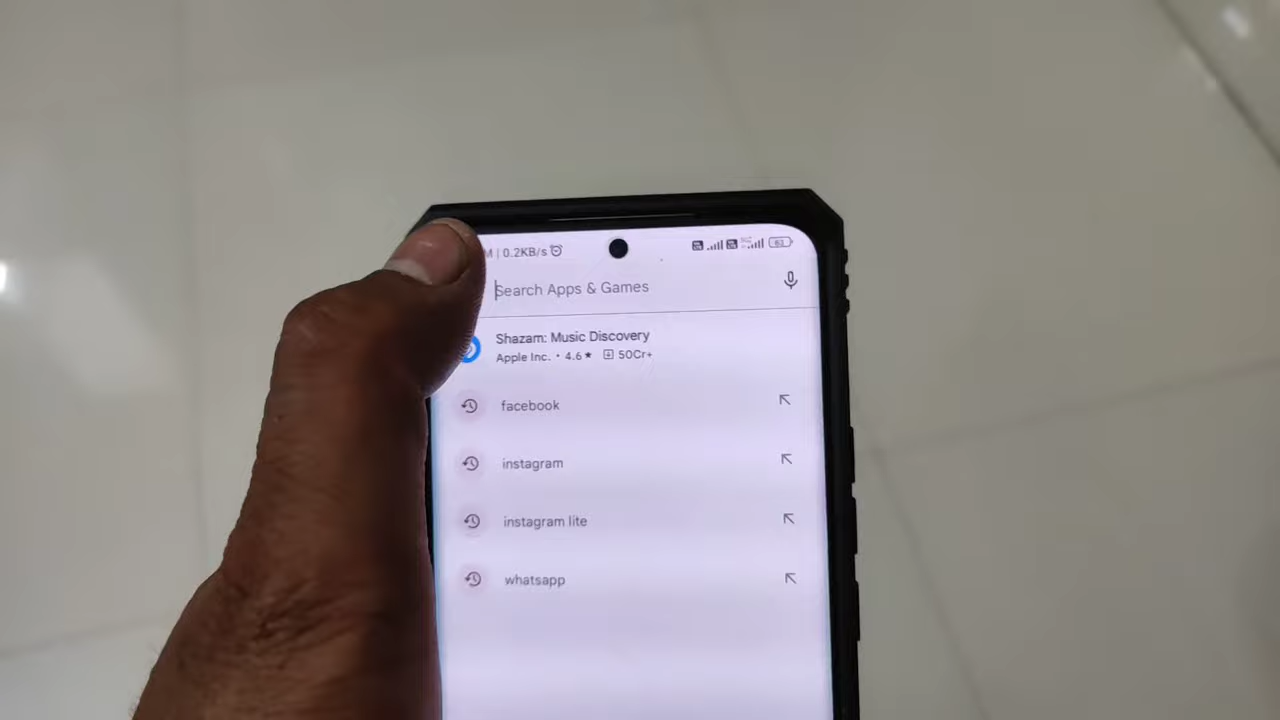 M | 0.2KB/s
Search Apps & Games
Shazam: Music Discovery
Apple Inc. • 4.6★ 50Cr+
facebook
instagram
instagram lite
whatsapp